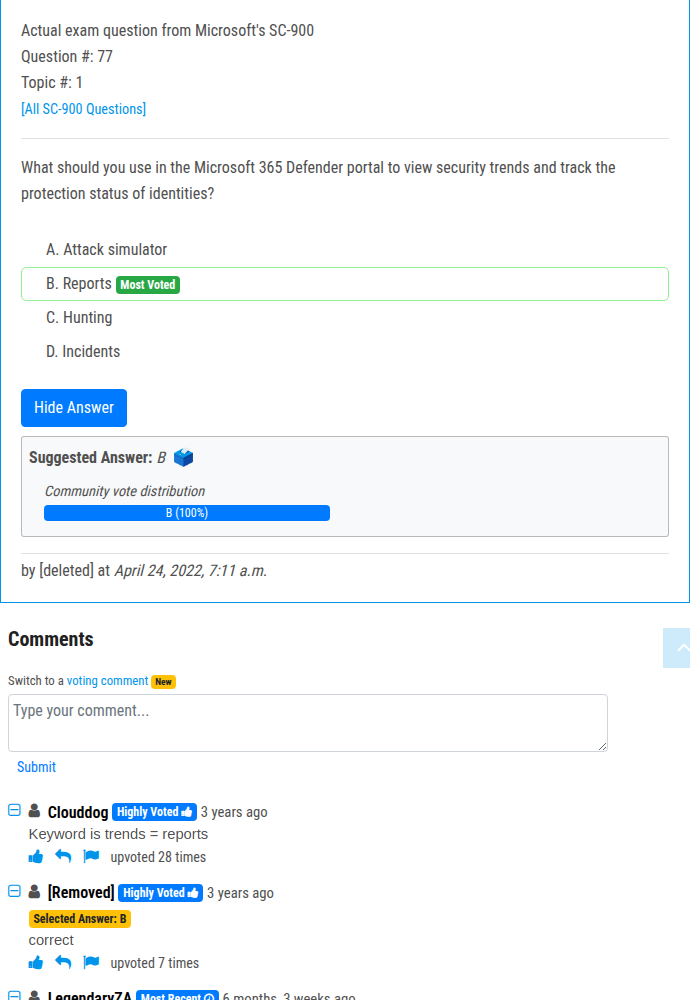 Actual exam question from Microsoft's SC-900
Question #: 77
Topic #: 1
[All SC-900 Questions]
What should you use in the Microsoft 365 Defender portal to view security trends and track the
protection status of identities?
A. Attack simulator
B. Reports Most Voted
C. Hunting
D. Incidents
Hide Answer
Suggested Answer: B
Community vote distribution
B (100%)
by [deleted] at April 24, 2022, 7:11 a.m.
Comments
Switch to a voting comment New
Type your comment...
Submit
Clouddog Highly Voted 3 years ago
Keyword is trends = reports
upvoted 28 times
[Removed] Highly Voted 3 years ago
Selected Answer: B
correct
upvoted 7 times
LegendaryZA Most Recent 6 months, 3 weeks ago